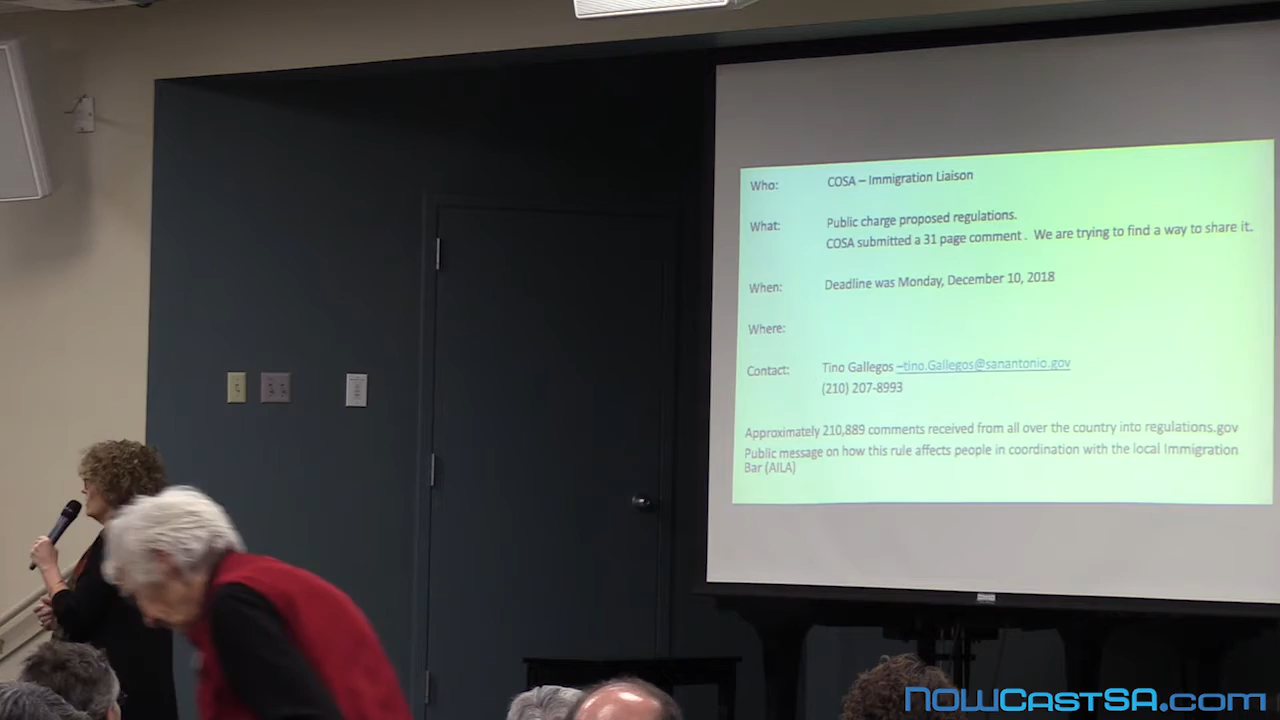 Who: COSA – Immigration Liaison
What: Public charge proposed regulations.
COSA submitted a 31 page comment . We are trying to find a way to share it.
When: Deadline was Monday, December 10, 2018
Where:
Contact: Tino Gallegos –tino.Gallegos@sanantonio.gov
(210) 207-8993
Approximately 210,889 comments received from all over the country into regulations.gov
Public message on how this rule affects people in coordination with the local Immigration
Bar (AILA)
NOWCASTSA.com